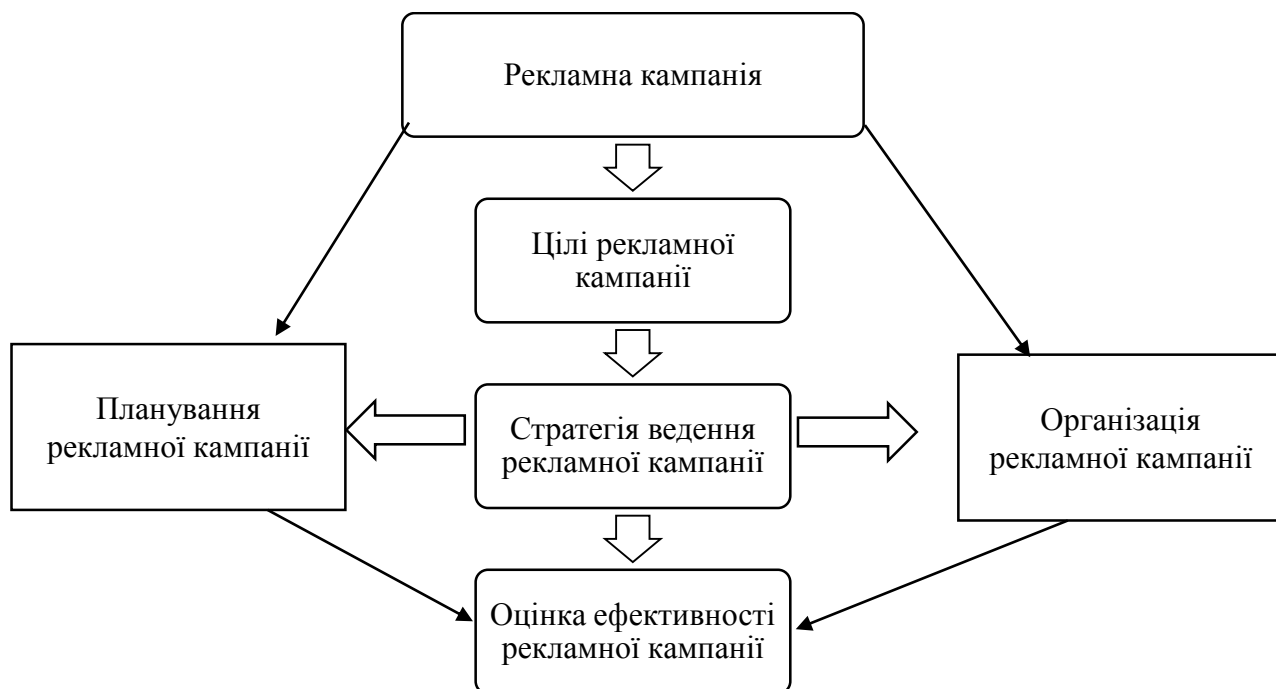 Рекламна кампанія
Цілі рекламної
кампанії
Планування
рекламної кампанії
Стратегія ведення
рекламної кампанії
Організація
рекламної кампанії
Оцінка ефективності
рекламної кампанії